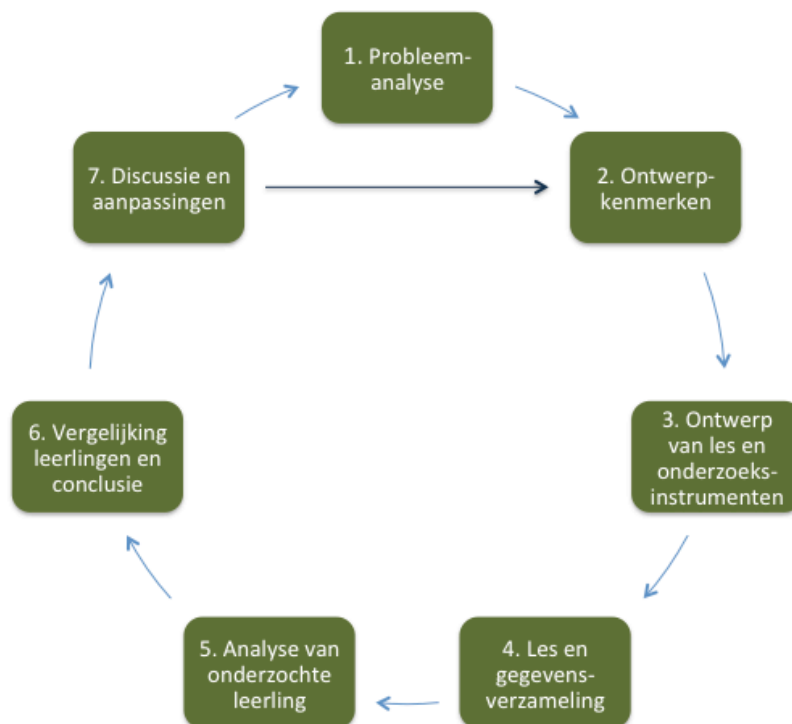 1. Probleem-
analyse
2. Ontwerp-
kenmerken
3. Ontwerp
van les en
onderzoeks-
instrumenten
4. Les en
gegevens-
verzameling
5. Analyse van
onderzochte
leerling
6. Vergelijking
leerlingen en
conclusie
7. Discussie en
aanpassingen